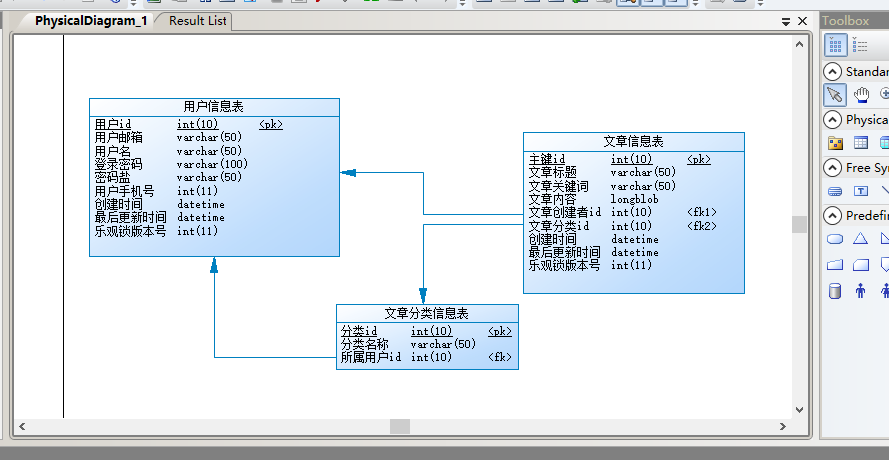 PhysicalDiagram_1
Result List
Toolbox
用户信息表
用户id int(10) <pk>
用户邮箱 varchar(50)
用户名 varchar(50)
登录密码 varchar(100)
密码盐 varchar(50)
用户手机号 int(11)
创建时间 datetime
最后更新时间 datetime
乐观锁版本号 int(11)
文章信息表
主键id int(10) <pk>
文章标题 varchar(50)
文章关键词 varchar(50)
文章内容 longblob
文章创建者id int(10) <fk1>
文章分类id int(10) <fk2>
创建时间 datetime
最后更新时间 datetime
乐观锁版本号 int(11)
文章分类信息表
分类id int(10) <pk>
分类名称 varchar(50)
所属用户id int(10) <fk>
Standar
Physica
Free Sy
Predefin